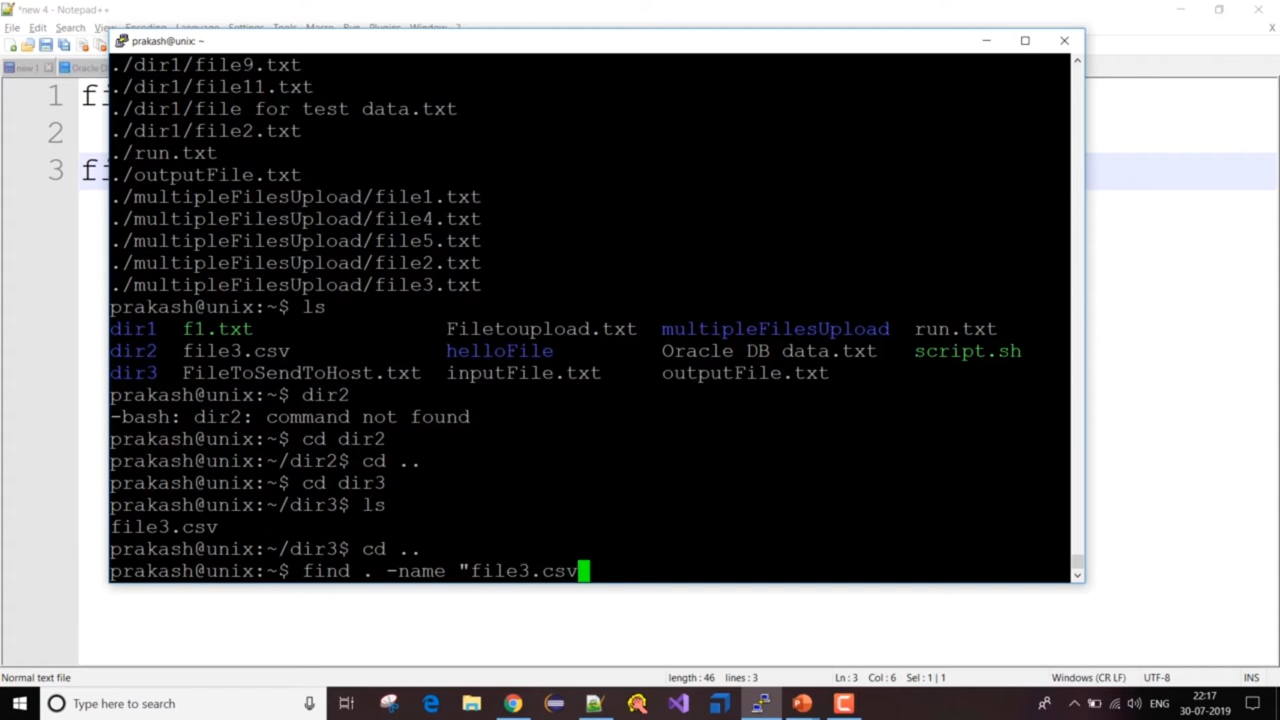 *new 4 - Notepad++
prakash@unix: ~
File Edit Search
new 1
1 fi
2
3 fi
./dir1/file9.txt
./dir1/file11.txt
./dir1/file for test data.txt
./dir1/file2.txt
./run.txt
./outputFile.txt
./multipleFilesUpload/file1.txt
./multipleFilesUpload/file4.txt
./multipleFilesUpload/file5.txt
./multipleFilesUpload/file2.txt
./multipleFilesUpload/file3.txt
prakash@unix:~$ ls
dir1 f1.txt Filetoupload.txt multipleFilesUpload run.txt
dir2 file3.csv helloFile Oracle DB data.txt script.sh
dir3 FileToSendToHost.txt inputFile.txt outputFile.txt
prakash@unix:~$ dir2
-bash: dir2: command not found
prakash@unix:~$ cd dir2
prakash@unix:~/dir2$ cd ..
prakash@unix:~$ cd dir3
prakash@unix:~/dir3$ ls
file3.csv
prakash@unix:~/dir3$ cd ..
prakash@unix:~$ find . -name "file3.csv
Normal text file length: 46 lines: 3 Ln: 3 Col: 6 Sel: 1 | 1 Windows (CR LF) UTF-8 INS
Type here to search
ENG
22:17
30-07-2019